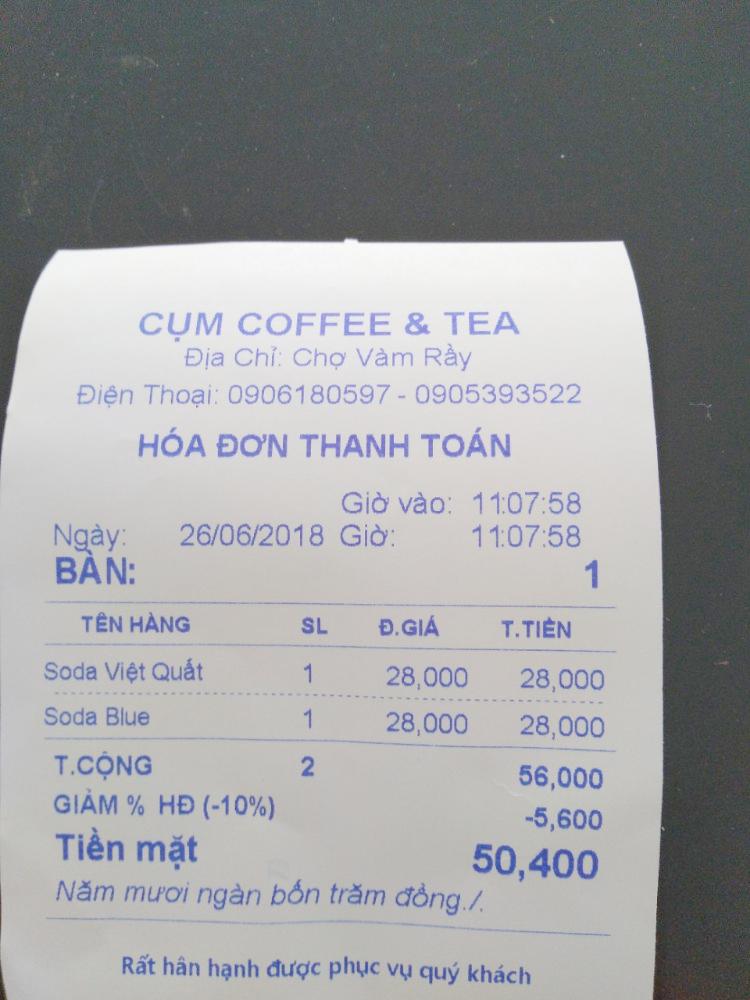 CỤM COFFEE & TEA
Địa Chỉ: Chợ Vàm Rầy
Điện Thoại: 0906180597 - 0905393522
HÓA ĐƠN THANH TOÁN
Giờ vào: 11:07:58
Ngày: 26/06/2018 Giờ: 11:07:58
BÀN: 1
TÊN HÀNG SL Đ.GIÁ T.TIỀN
Soda Việt Quất 1 28,000 28,000
Soda Blue 1 28,000 28,000
T.CỘNG 2 56,000
GIẢM % HĐ (-10%) -5,600
Tiền mặt 50,400
Năm mươi ngàn bốn trăm đồng./.
Rất hân hạnh được phục vụ quý khách